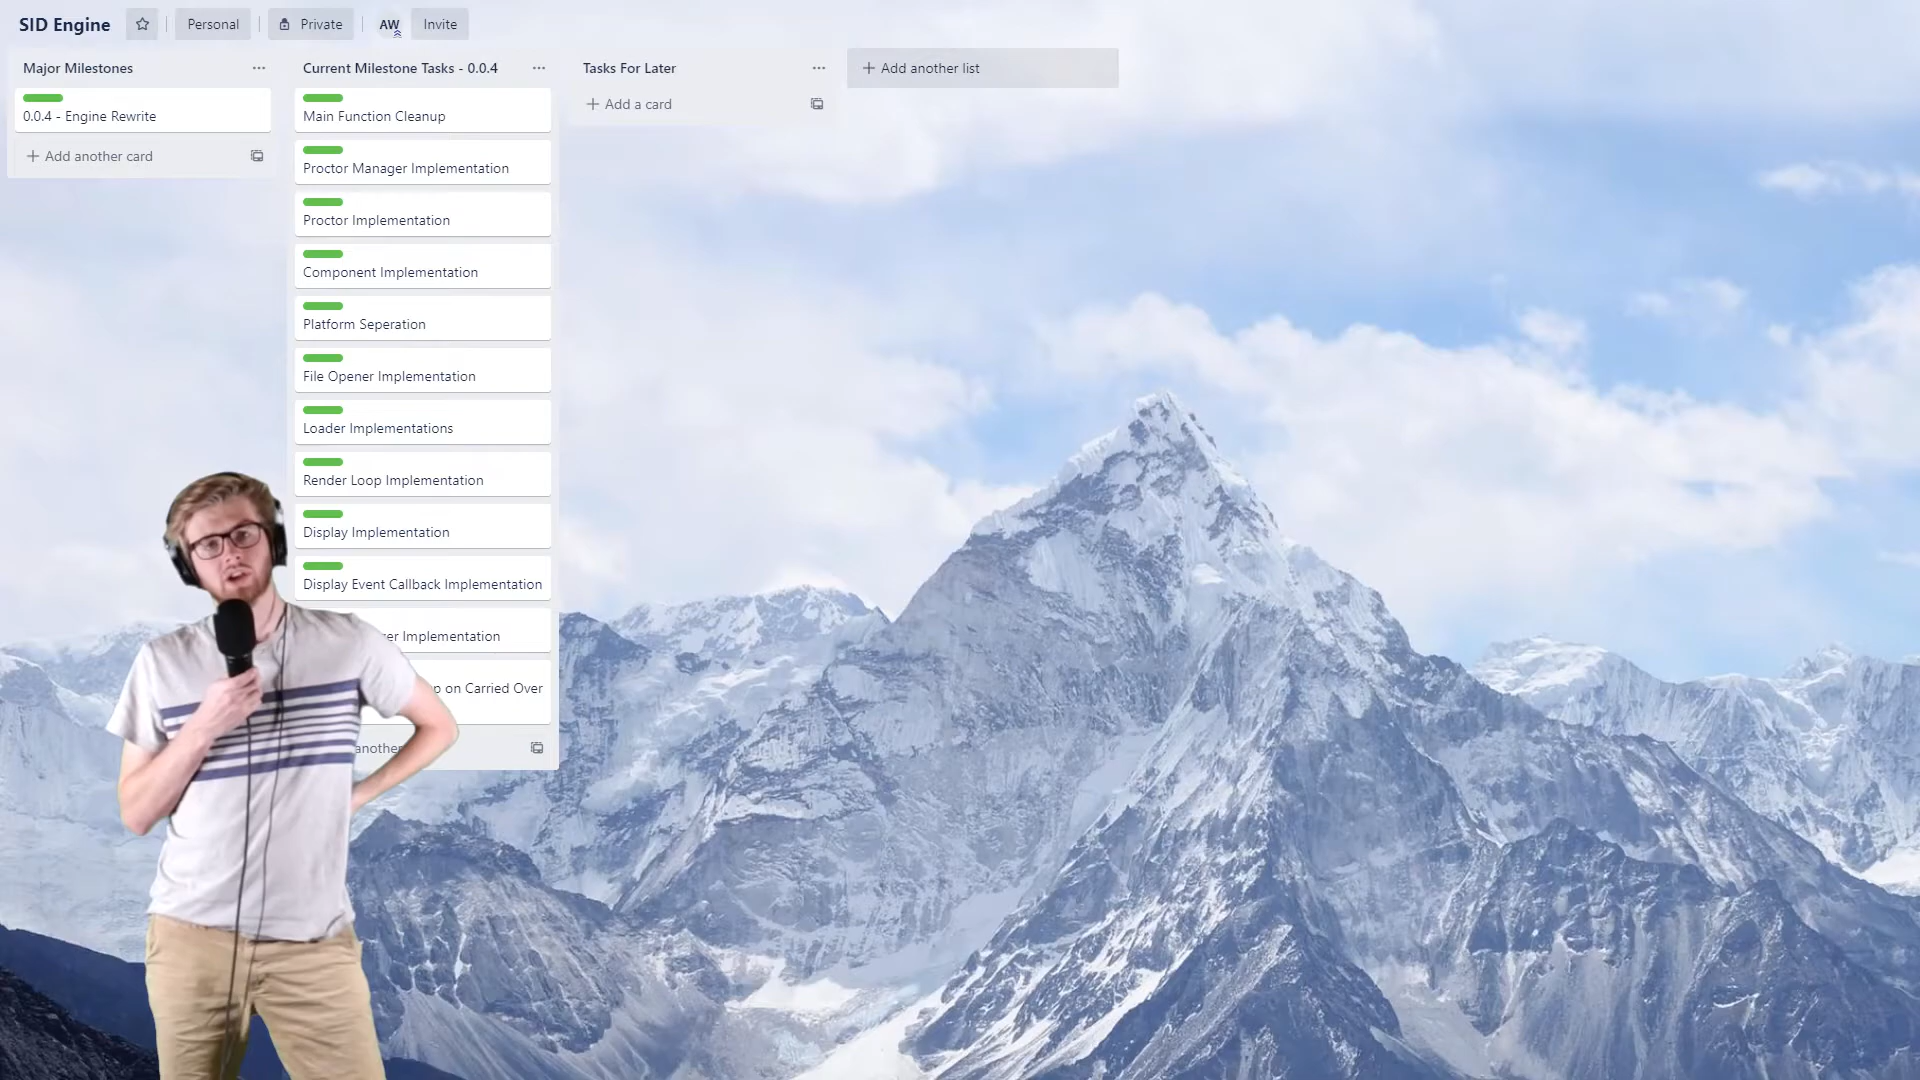 SID Engine
Personal
Private
AW
Invite
Major Milestones
0.0.4 - Engine Rewrite
Add another card
Current Milestone Tasks - 0.0.4
Main Function Cleanup
Proctor Manager Implementation
Proctor Implementation
Component Implementation
Platform Seperation
File Opener Implementation
Loader Implementations
Render Loop Implementation
Display Implementation
Display Event Callback Implementation
Implementation
on Carried Over
another
Tasks For Later
Add a card
Add another list